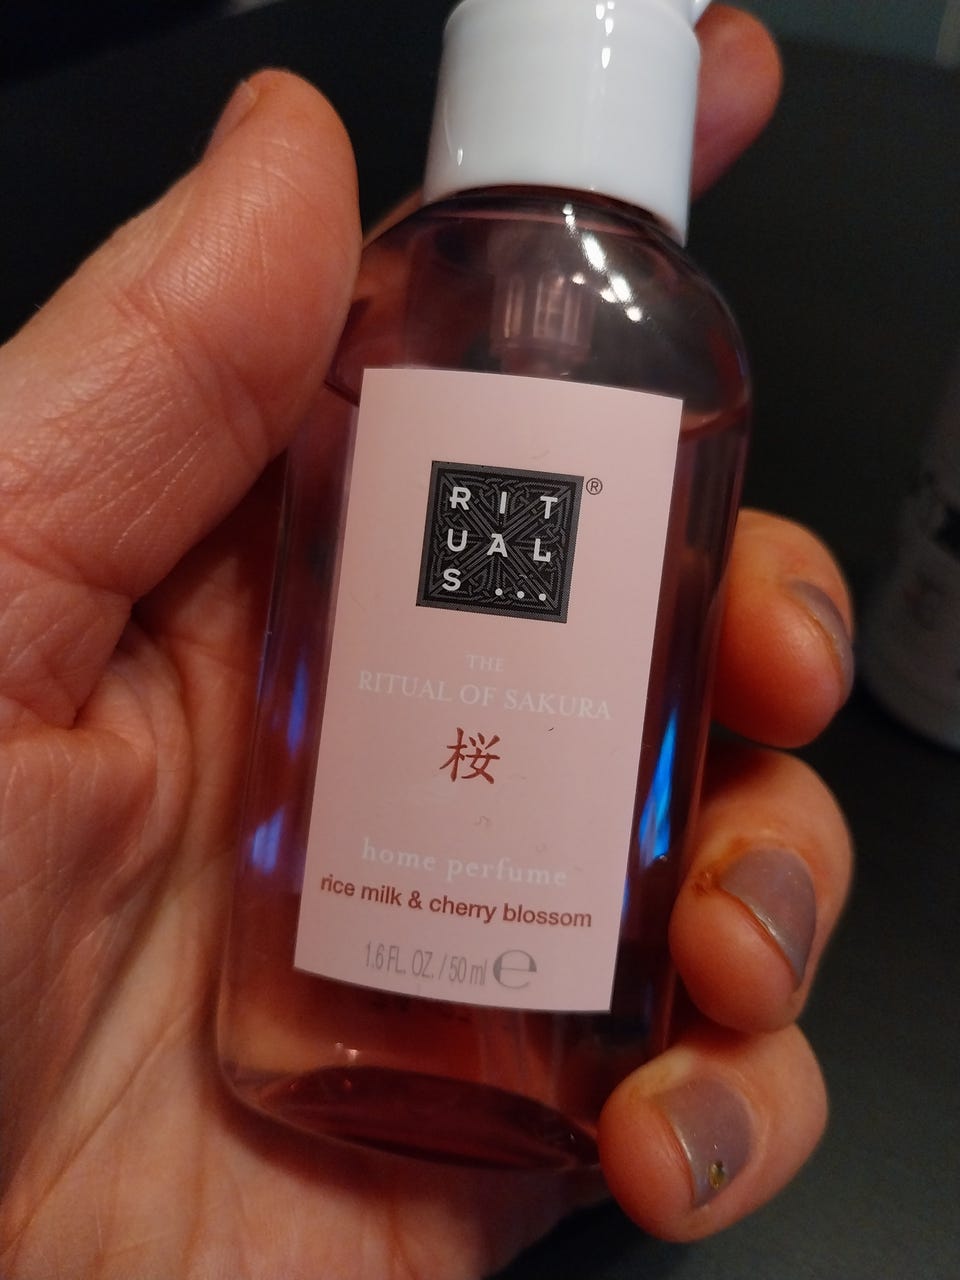 RIT
UAL
S...
®
THE
RITUAL OF SAKURA
桜
home perfume
rice milk & cherry blossom
1.6 FL. OZ. / 50 ml ℮